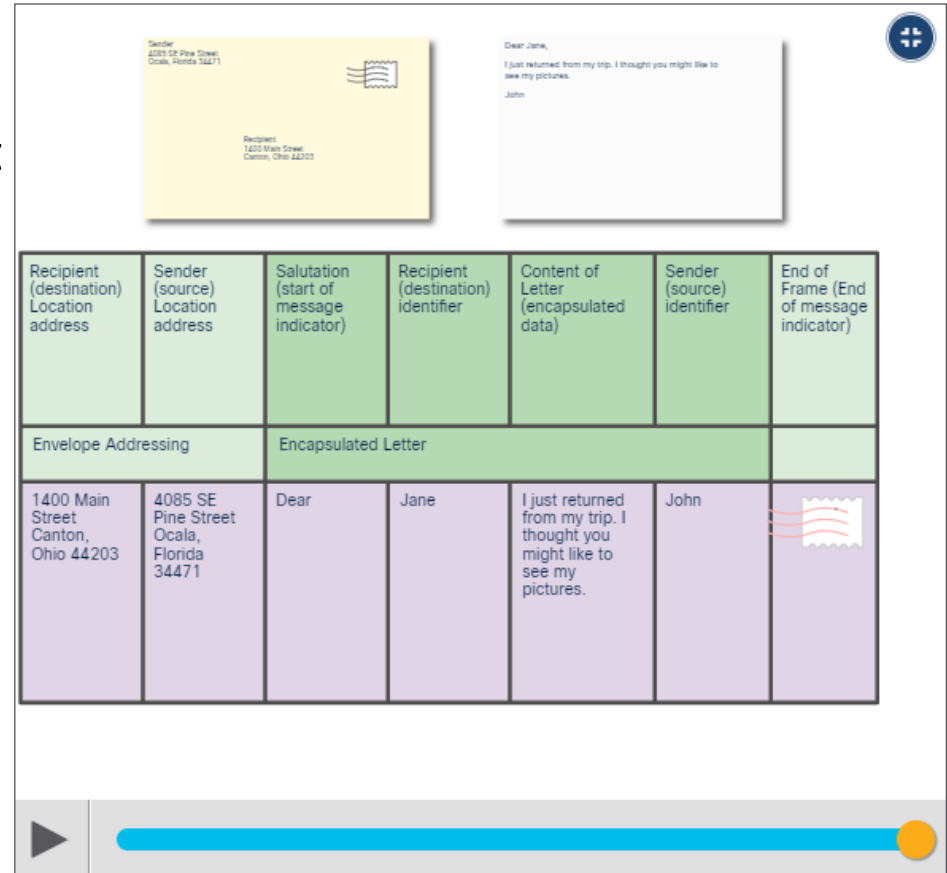 Sender
4085 SE Pine Street
Ocala, Florida 34471
Recipient
1400 Main Street
Canton, Ohio 44203
Dear Jane,
I just returned from my trip. I thought you might like to
see my pictures.
John
Recipient
(destination)
Location
address
Sender
(source)
Location
address
Salutation
(start of
message
indicator)
Recipient
(destination)
identifier
Content of
Letter
(encapsulated
data)
Sender
(source)
identifier
End of
Frame (End
of message
indicator)
Envelope Addressing
Encapsulated Letter
1400 Main
Street
Canton,
Ohio 44203
4085 SE
Pine Street
Ocala,
Florida
34471
Dear
Jane
I just returned
from my trip. I
thought you
might like to
see my
pictures.
John